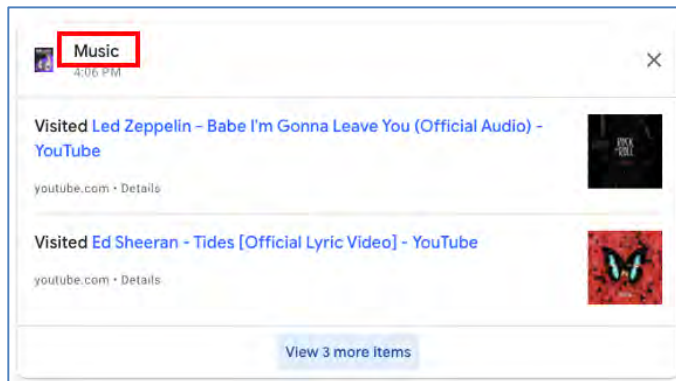 Music
4:06 PM
Visited Led Zeppelin - Babe I'm Gonna Leave You (Official Audio) -
YouTube
youtube.com • Details
Visited Ed Sheeran - Tides [Official Lyric Video] - YouTube
youtube.com • Details
View 3 more items